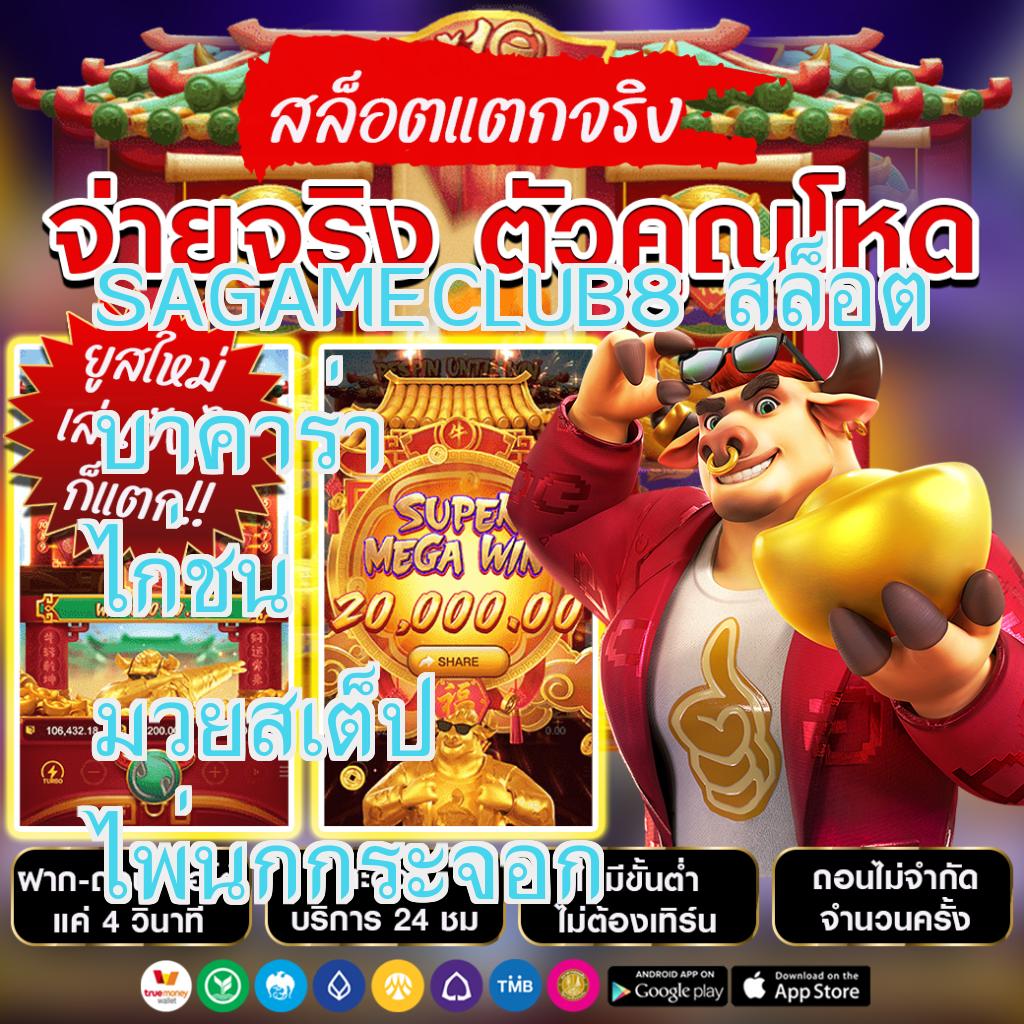 สล็อตแตกจริง
จ่ายจริง ตัวคูณโหด
SAGAMECLUB8 สล็อต
บาคาร่า
ไก่ชน
มวยสเต็ป
ไพ่นกกระจอก
ยูสใหม่
ก็แตก!!
SUPER
MEGA WIN
20,000.00
SHARE
106,432.18
TURBO
แค่ 4 วินาที
บริการ 24 ชม
มีขั้นต่ำ
ไม่ต้องเทิร์น
ถอนไม่จำกัด
จำนวนครั้ง
truemoney
wallet
TMB
ANDROID APP ON
Google play
Download on the
App Store